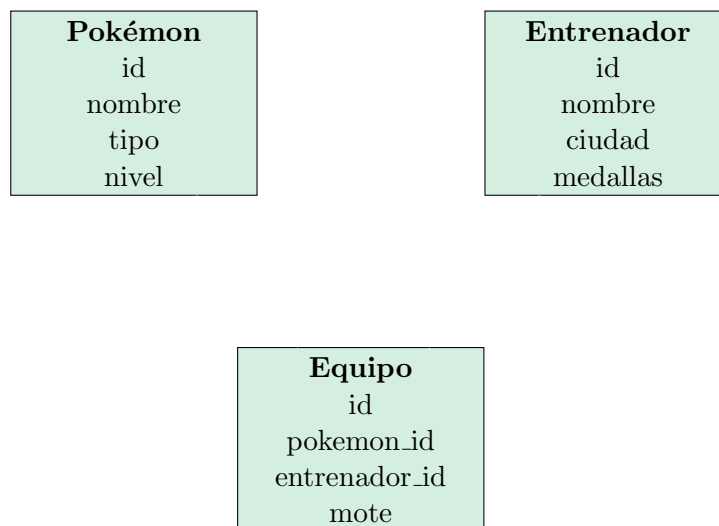 Pokémon
id
nombre
tipo
nivel
Entrenador
id
nombre
ciudad
medallas
Equipo
id
pokemon_id
entrenador_id
mote